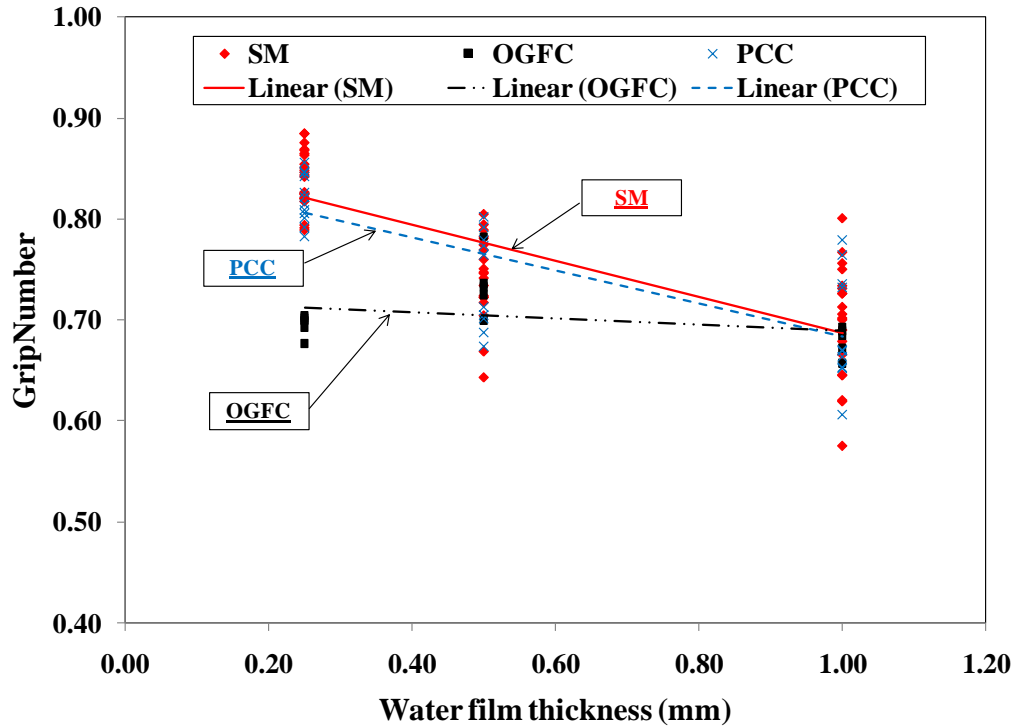 1.00
SM OGFC PCC
Linear (SM) Linear (OGFC) Linear (PCC)
0.90
SM
0.80
PCC
0.70
OGFC
0.60
0.50
0.40
GripNumber
0.00 0.20 0.40 0.60 0.80 1.00 1.20
Water film thickness (mm)